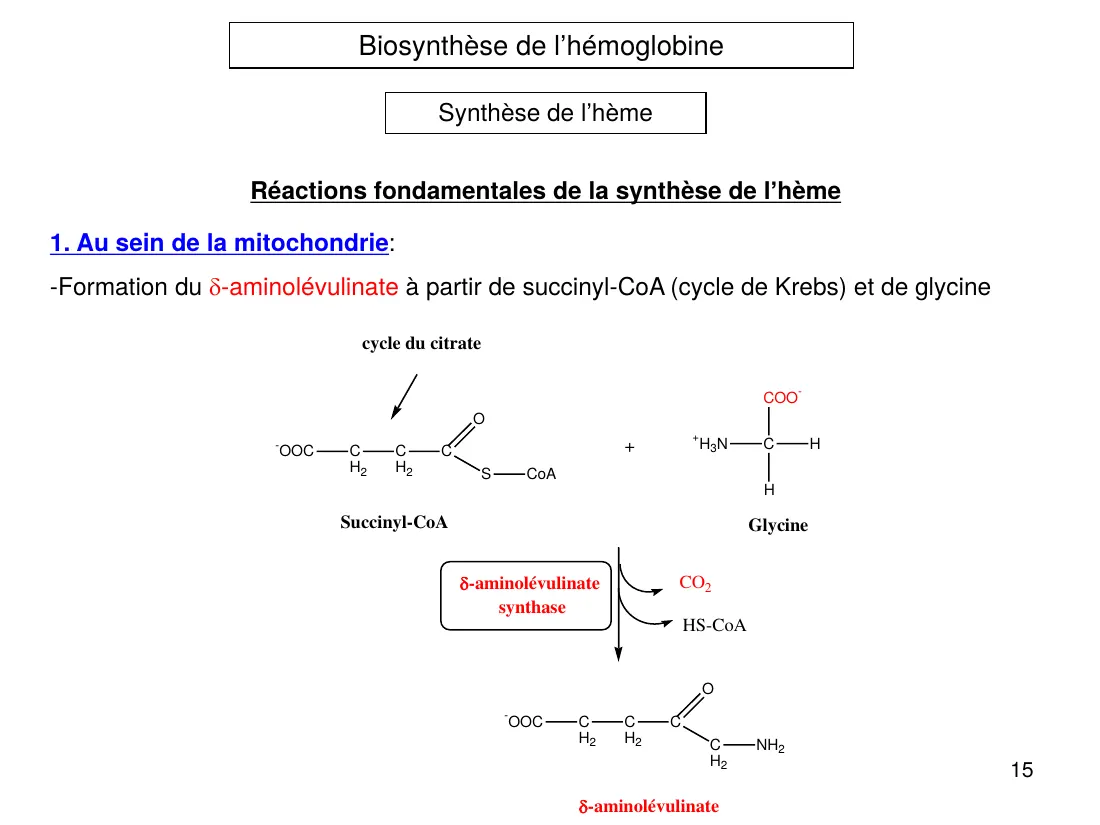 Biosynthèse de l’hémoglobine
Synthèse de l’hème
Réactions fondamentales de la synthèse de l’hème
1. Au sein de la mitochondrie:
-Formation du δ-aminolévulinate à partir de succinyl-CoA (cycle de Krebs) et de glycine
cycle du citrate
O
-OOC C H2 C H2 C S CoA
Succinyl-CoA
+
COO-
+H3N C H
H
Glycine
δ-aminolévulinate
synthase
CO2
HS-CoA
O
-OOC C H2 C H2 C C H2 NH2
δ-aminolévulinate
15